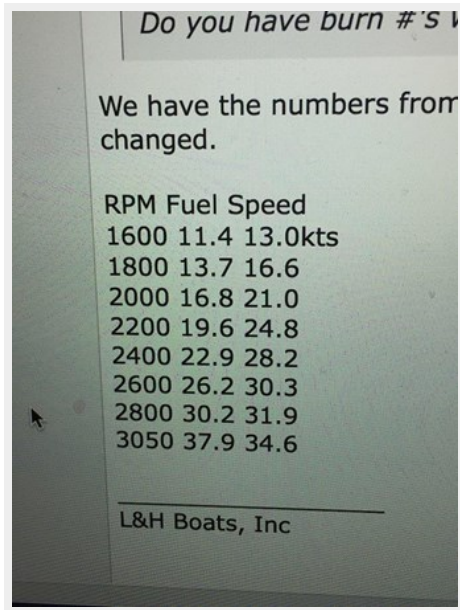 Do you have burn #'s
We have the numbers from
changed.
RPM Fuel Speed
1600 11.4 13.0kts
1800 13.7 16.6
2000 16.8 21.0
2200 19.6 24.8
2400 22.9 28.2
2600 26.2 30.3
2800 30.2 31.9
3050 37.9 34.6
L&H Boats, Inc